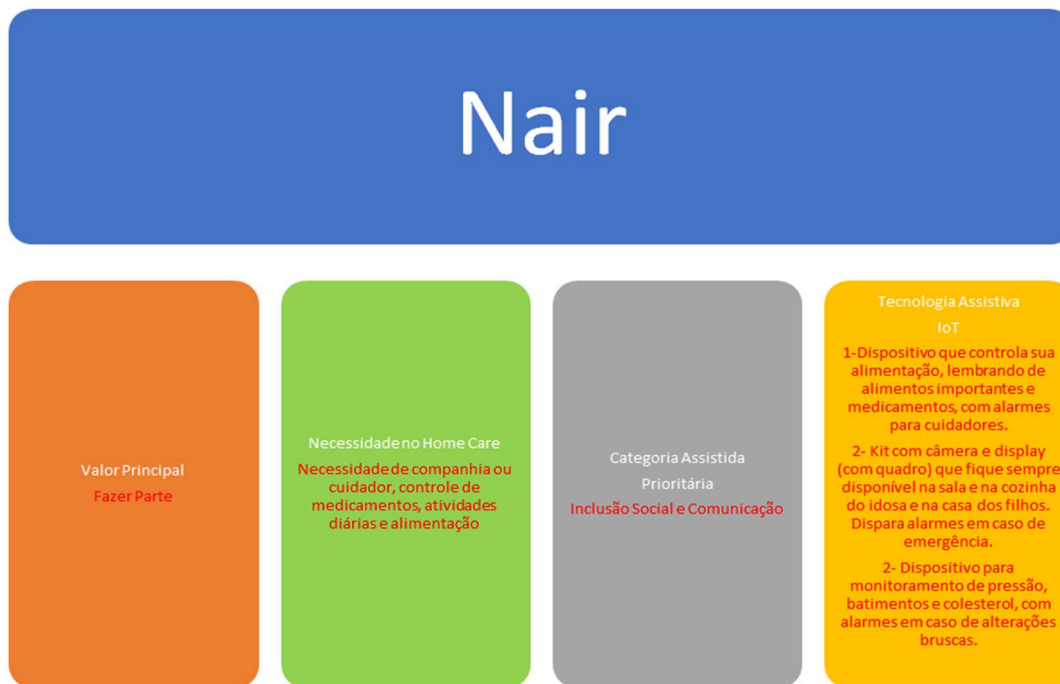 Nair
Valor Principal
Fazer Parte
Necessidade no Home Care
Necessidade de companhia ou
cuidador, controle de
medicamentos, atividades
diárias e alimentação
Categoria Assistida
Prioritária
Inclusão Social e Comunicação
Tecnologia Assistiva
IoT
1-Dispositivo que controla sua
alimentação, lembrando de
alimentos importantes e
medicamentos, com alarmes
para cuidadores.
2- Kit com câmera e display
(com quadro) que fique sempre
disponível na sala e na cozinha
do idosa e na casa dos filhos.
Dispara alarmes em caso de
emergência.
2- Dispositivo para
monitoramento de pressão,
batimentos e colesterol, com
alarmes em caso de alterações
bruscas.